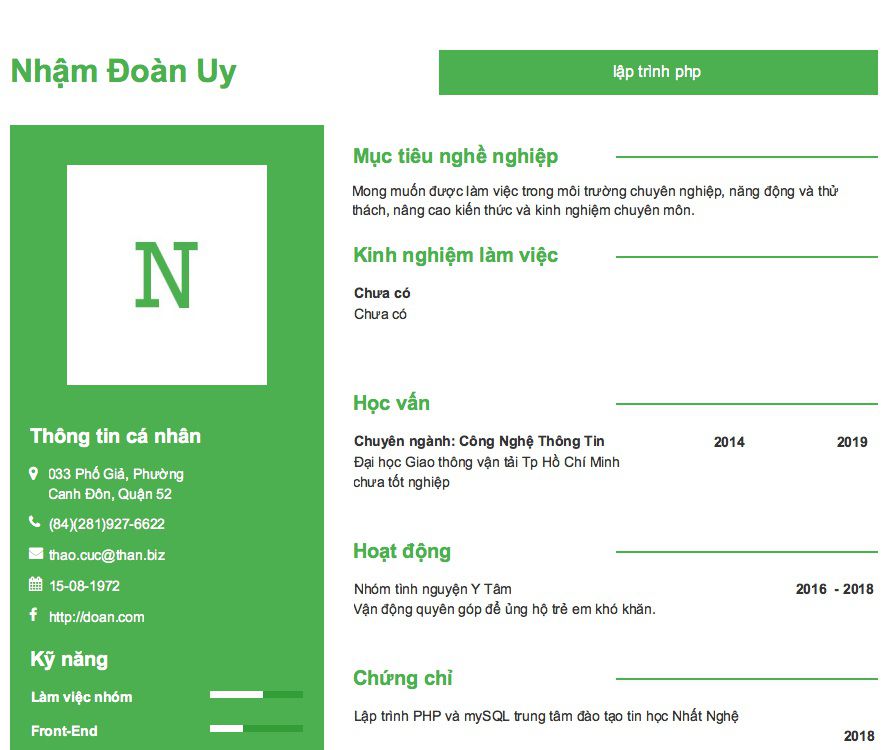 Nhậm Đoàn Uy
lập trình php
N
Thông tin cá nhân
033 Phố Giả, Phường
Canh Đôn, Quận 52
(84)(281)927-6622
thao.cuc@than.biz
15-08-1972
http://doan.com
Kỹ năng
Làm việc nhóm
Front-End
Mục tiêu nghề nghiệp
Mong muốn được làm việc trong môi trường chuyên nghiệp, năng động và thử
thách, nâng cao kiến thức và kinh nghiệm chuyên môn.
Kinh nghiệm làm việc
Chưa có
Chưa có
Học vấn
Chuyên ngành: Công Nghệ Thông Tin 2014 2019
Đại học Giao thông vận tải Tp Hồ Chí Minh
chưa tốt nghiệp
Hoạt động
Nhóm tình nguyện Y Tâm 2016 - 2018
Vận động quyên góp để ủng hộ trẻ em khó khăn.
Chứng chỉ
Lập trình PHP và mySQL trung tâm đào tạo tin học Nhất Nghệ
2018